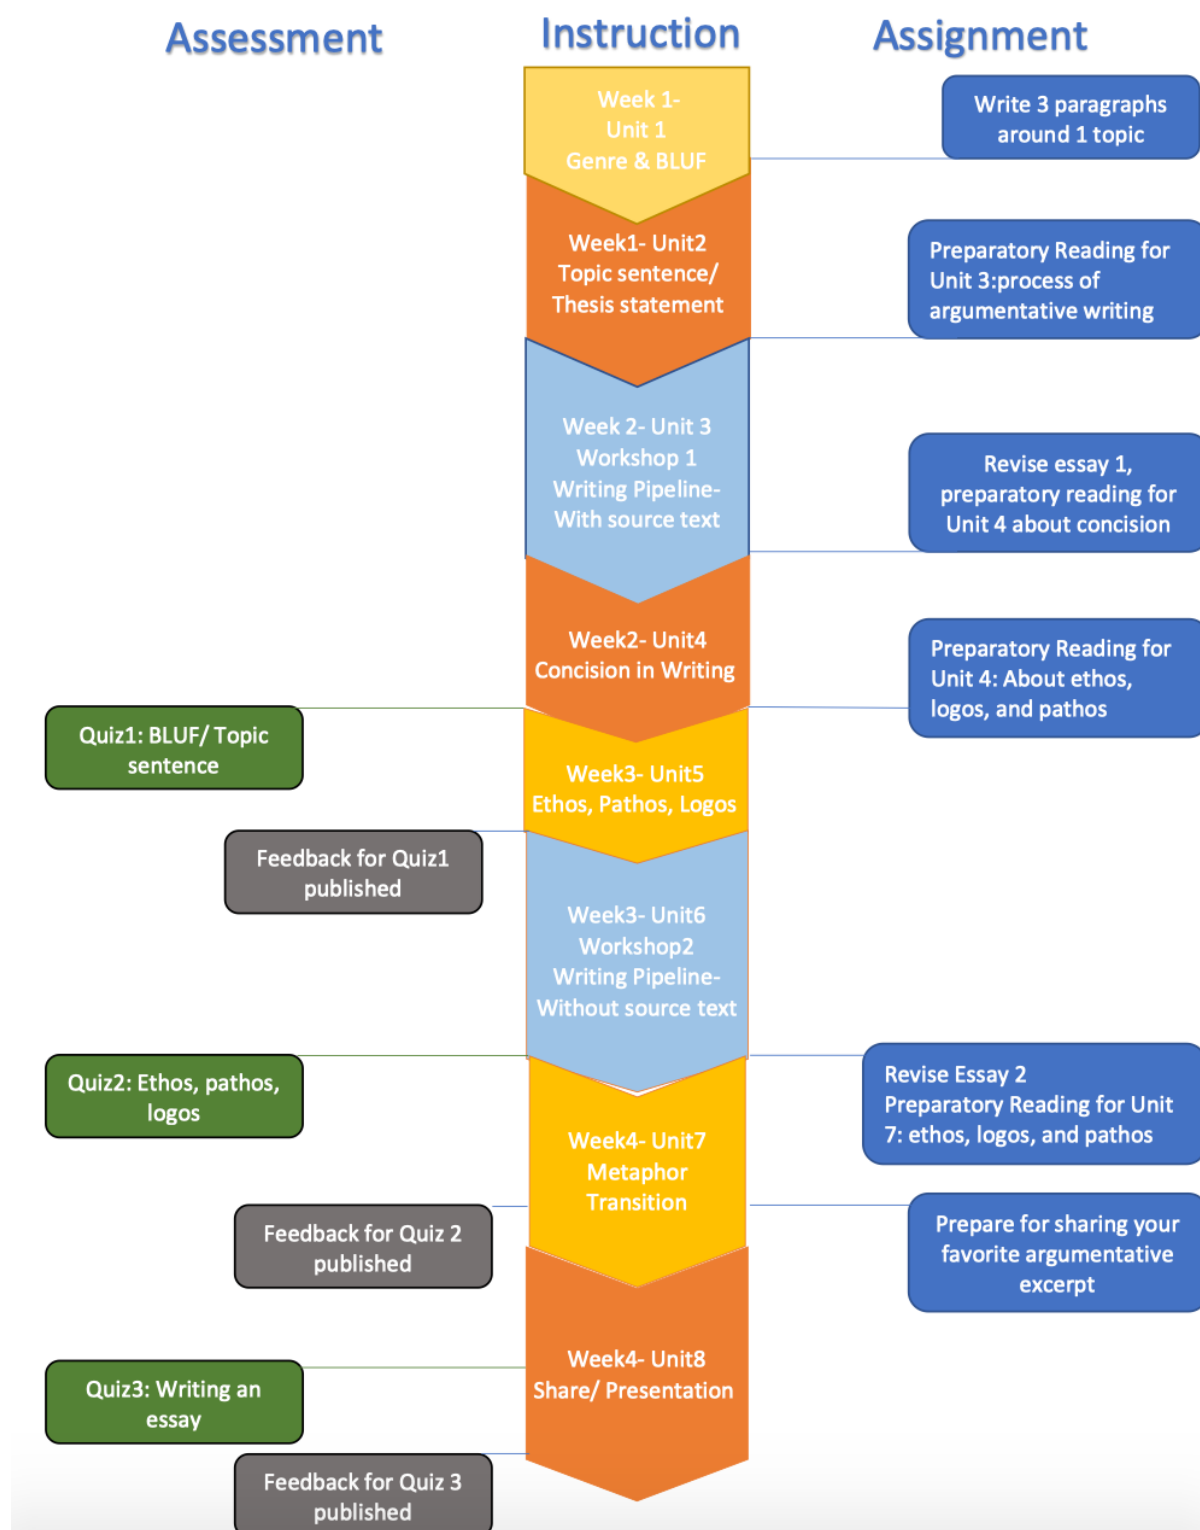 Assessment
Instruction
Assignment
Week 1-
Unit 1
Genre & BLUF
Write 3 paragraphs
around 1 topic
Week1- Unit2
Topic sentence/
Thesis statement
Preparatory Reading for
Unit 3:process of
argumentative writing
Week 2- Unit 3
Workshop 1
Writing Pipeline-
With source text
Revise essay 1,
preparatory reading for
Unit 4 about concision
Week2- Unit4
Concision in Writing
Preparatory Reading for
Unit 4: About ethos,
logos, and pathos
Quiz1: BLUF/ Topic
sentence
Week3- Unit5
Ethos, Pathos, Logos
Feedback for Quiz1
published
Week3- Unit6
Workshop2
Writing Pipeline-
Without source text
Quiz2: Ethos, pathos,
logos
Revise Essay 2
Preparatory Reading for Unit
7: ethos, logos, and pathos
Week4- Unit7
Metaphor
Transition
Feedback for Quiz 2
published
Prepare for sharing your
favorite argumentative
excerpt
Week4- Unit8
Share/ Presentation
Quiz3: Writing an
essay
Feedback for Quiz 3
published